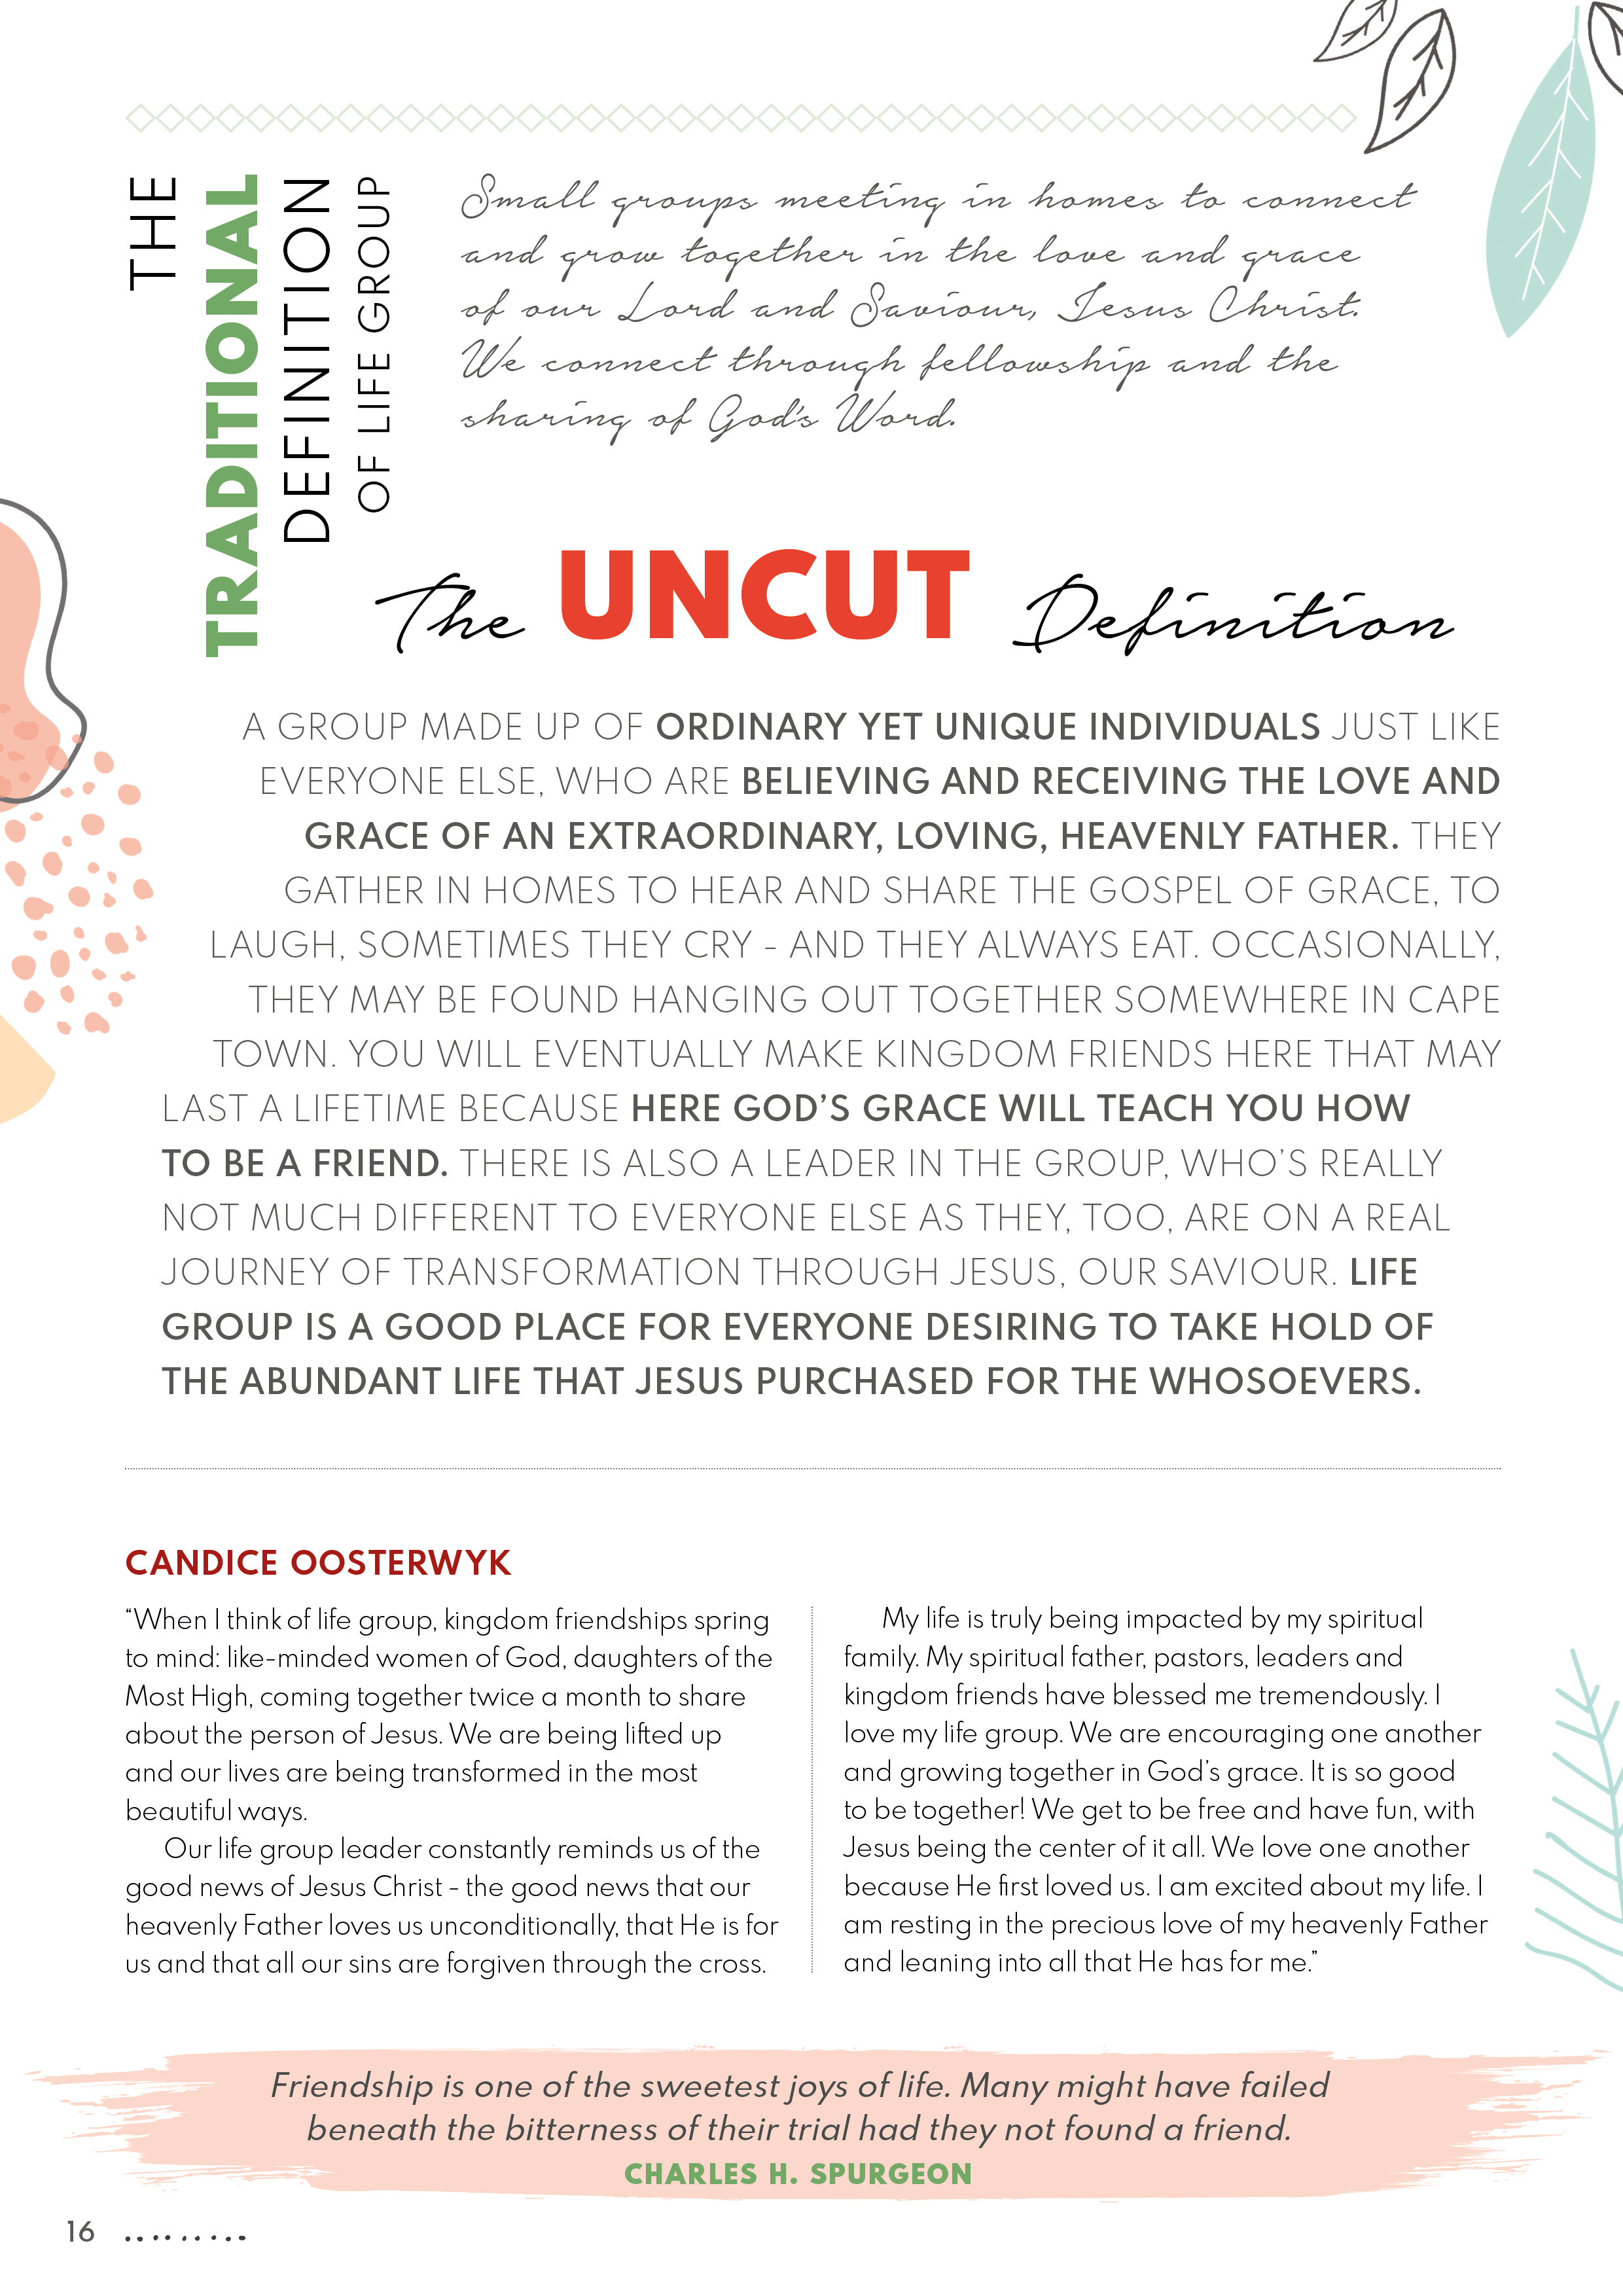 THE
TRADITIONAL
DEFINITION
OF LIFE GROUP
Small groups meeting in homes to connect
and grow together in the love and grace
of our Lord and Saviour, Jesus Christ.
We connect through fellowship and the
sharing of God's Word.
The UNCUT Definition
A GROUP MADE UP OF ORDINARY YET UNIQUE INDIVIDUALS JUST LIKE
EVERYONE ELSE, WHO ARE BELIEVING AND RECEIVING THE LOVE AND
GRACE OF AN EXTRAORDINARY, LOVING, HEAVENLY FATHER. THEY
GATHER IN HOMES TO HEAR AND SHARE THE GOSPEL OF GRACE, TO
LAUGH, SOMETIMES THEY CRY - AND THEY ALWAYS EAT. OCCASIONALLY,
THEY MAY BE FOUND HANGING OUT TOGETHER SOMEWHERE IN CAPE
TOWN. YOU WILL EVENTUALLY MAKE KINGDOM FRIENDS HERE THAT MAY
LAST A LIFETIME BECAUSE HERE GOD'S GRACE WILL TEACH YOU HOW
TO BE A FRIEND. THERE IS ALSO A LEADER IN THE GROUP, WHO'S REALLY
NOT MUCH DIFFERENT TO EVERYONE ELSE AS THEY, TOO, ARE ON A REAL
JOURNEY OF TRANSFORMATION THROUGH JESUS, OUR SAVIOUR. LIFE
GROUP IS A GOOD PLACE FOR EVERYONE DESIRING TO TAKE HOLD OF
THE ABUNDANT LIFE THAT JESUS PURCHASED FOR THE WHOSOEVERS.
CANDICE OOSTERWYK
“When I think of life group, kingdom friendships spring
to mind: like-minded women of God, daughters of the
Most High, coming together twice a month to share
about the person of Jesus. We are being lifted up
and our lives are being transformed in the most
beautiful ways.
Our life group leader constantly reminds us of the
good news of Jesus Christ - the good news that our
heavenly Father loves us unconditionally, that He is for
us and that all our sins are forgiven through the cross.
My life is truly being impacted by my spiritual
family. My spiritual father, pastors, leaders and
kingdom friends have blessed me tremendously. I
love my life group. We are encouraging one another
and growing together in God's grace. It is so good
to be together! We get to be free and have fun, with
Jesus being the center of it all. We love one another
because He first loved us. I am excited about my life. I
am resting in the precious love of my heavenly Father
and leaning into all that He has for me.”
Friendship is one of the sweetest joys of life. Many might have failed
beneath the bitterness of their trial had they not found a friend.
CHARLES H. SPURGEON
16